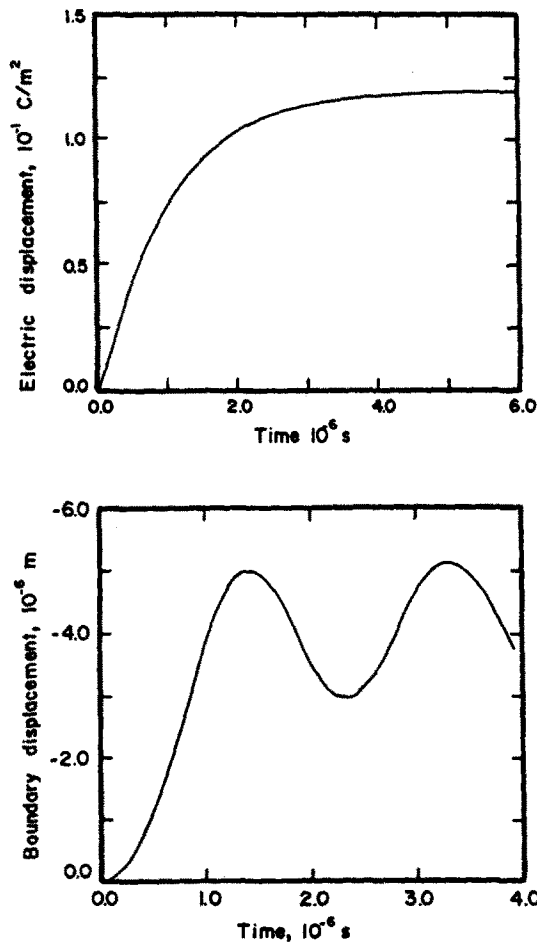 1.5
1.0
0.5
0.0
Electric displacement, 10⁻¹ C/m²
0.0 2.0 4.0 6.0
Time 10⁻⁶ s
-6.0
-4.0
-2.0
0.0
Boundary displacement, 10⁻⁶ m
0.0 1.0 2.0 3.0 4.0
Time, 10⁻⁶ s